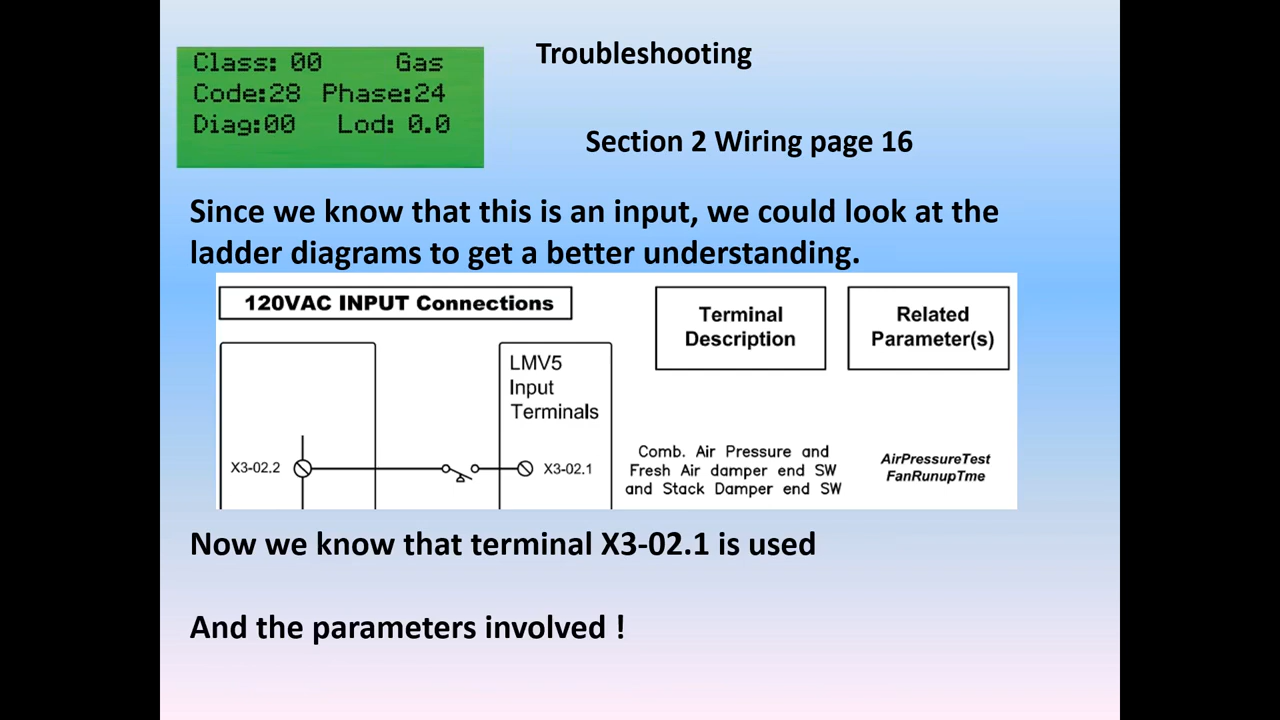 Class: 00 Gas
Code:28 Phase:24
Diag:00 Lod: 0.0
Troubleshooting
Section 2 Wiring page 16
Since we know that this is an input, we could look at the
ladder diagrams to get a better understanding.
120VAC INPUT Connections
Terminal
Description
Related
Parameter(s)
LMV5
Input
Terminals
X3-02.2
X3-02.1
Comb. Air Pressure and
Fresh Air damper end SW
and Stack Damper end SW
AirPressureTest
FanRunupTme
Now we know that terminal X3-02.1 is used
And the parameters involved !